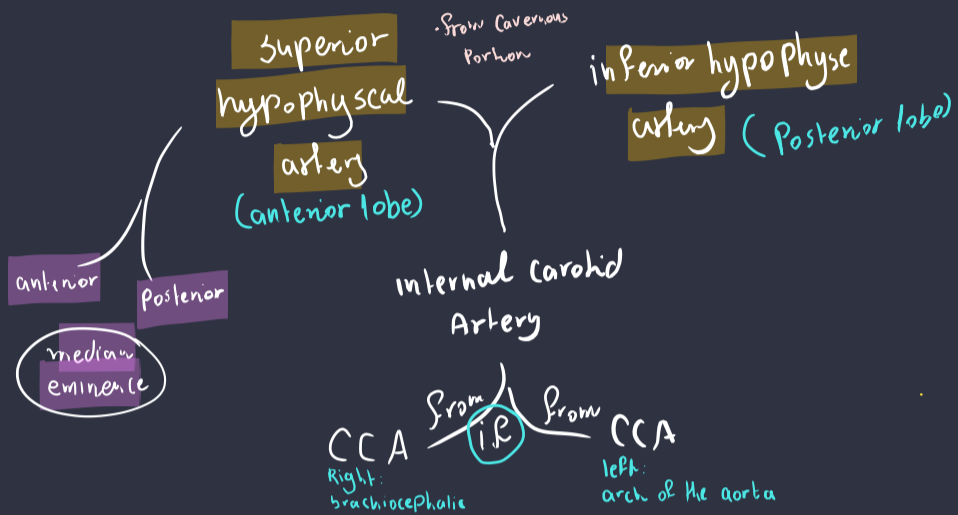 superior
hypophyscal
artery
(anterior lobe)
• from Cavernous
Portion
inferior hypophyse
artery (Posterior lobe)
anterior
Posterior
median
eminence
internal carotid
Artery
from
from
if
CCA
Right:
brachiocephalic
CCA
left:
arch of the aorta